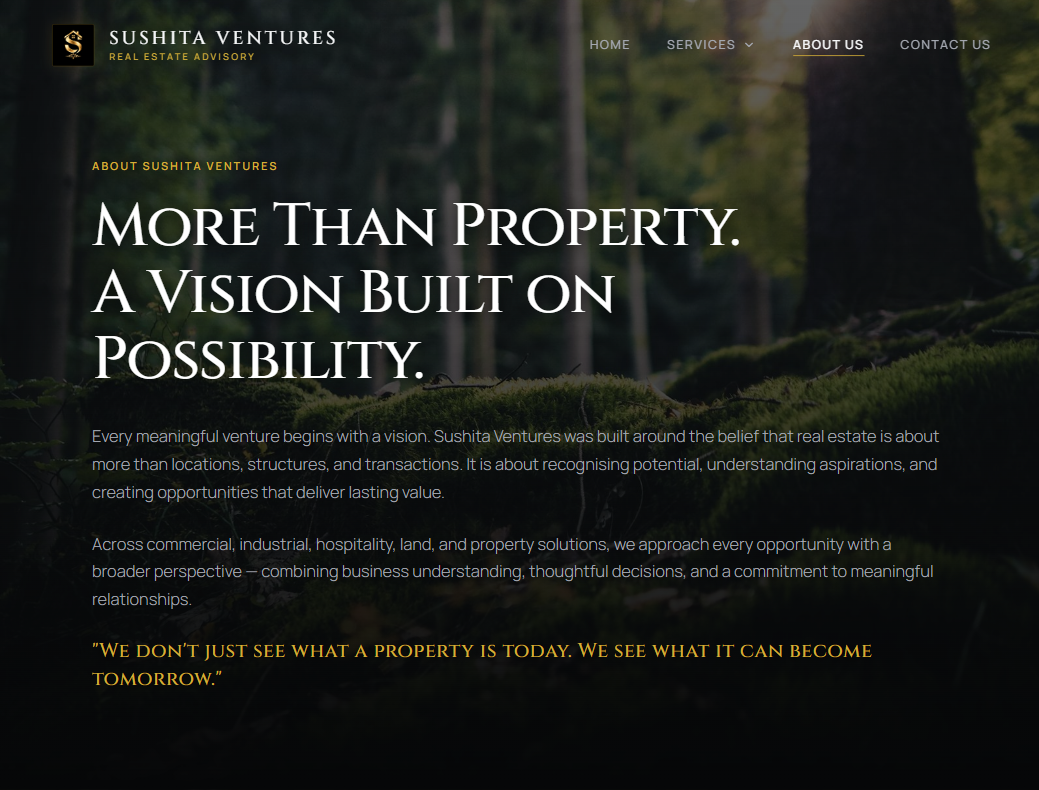 SUSHITA VENTURES
REAL ESTATE ADVISORY
HOME
SERVICES
ABOUT US
CONTACT US
ABOUT SUSHITA VENTURES
More Than Property.
A Vision Built on
Possibility.
Every meaningful venture begins with a vision. Sushita Ventures was built around the belief that real estate is about
more than locations, structures, and transactions. It is about recognising potential, understanding aspirations, and
creating opportunities that deliver lasting value.
Across commercial, industrial, hospitality, land, and property solutions, we approach every opportunity with a
broader perspective — combining business understanding, thoughtful decisions, and a commitment to meaningful
relationships.
"We don't just see what a property is today. We see what it can become
tomorrow."